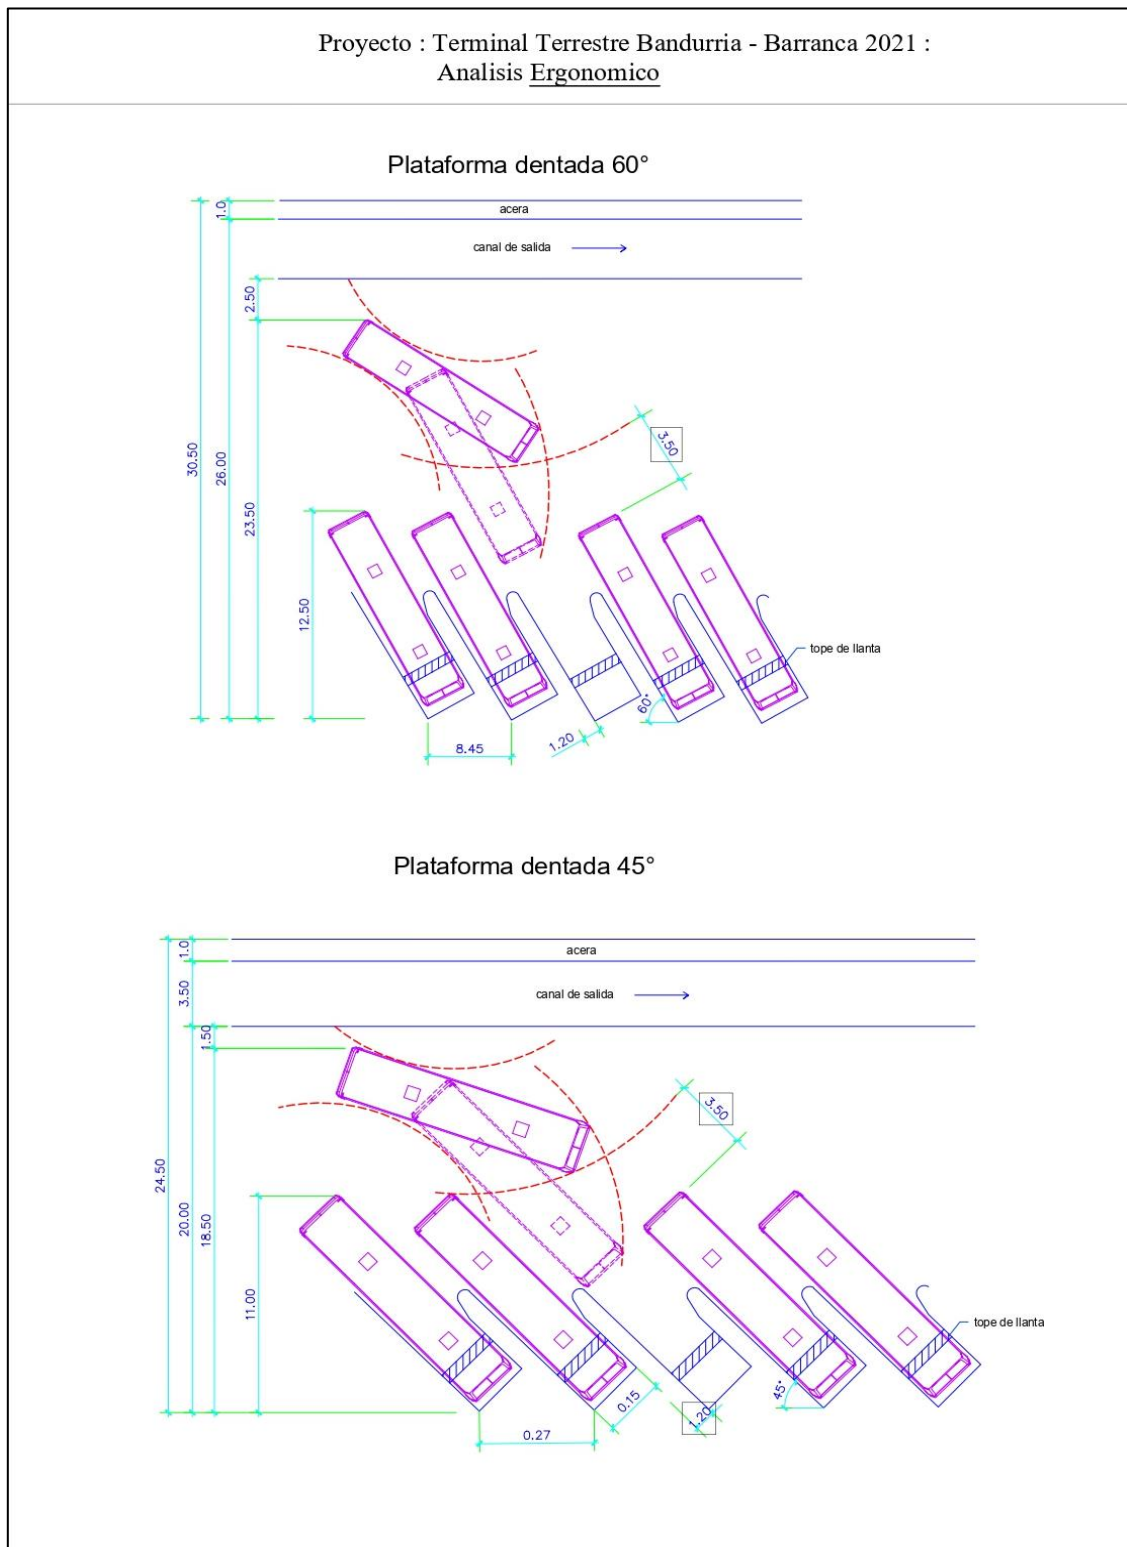 Proyecto : Terminal Terrestre Bandurria - Barranca 2021 :
Analisis Ergonomico
Plataforma dentada 60°
acera
canal de salida
1.0
2.50
30.50
26.00
23.50
3.50
12.50
tope de llanta
60°
8.45
1.20
Plataforma dentada 45°
acera
canal de salida
1.0
3.50
1.50
24.50
20.00
18.50
3.50
11.00
tope de llanta
45°
0.15
1.20
0.27